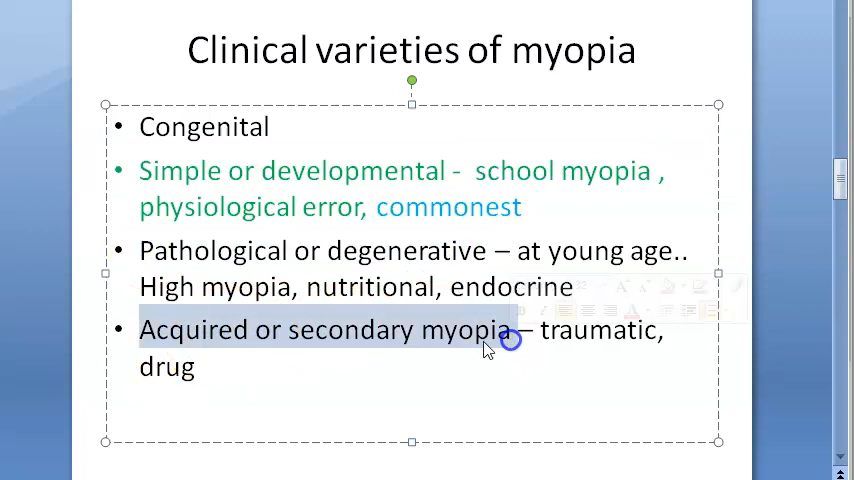 Clinical varieties of myopia
• Congenital
• Simple or developmental - school myopia ,
physiological error, commonest
• Pathological or degenerative – at young age..
High myopia, nutritional, endocrine
• Acquired or secondary myopia – traumatic,
drug